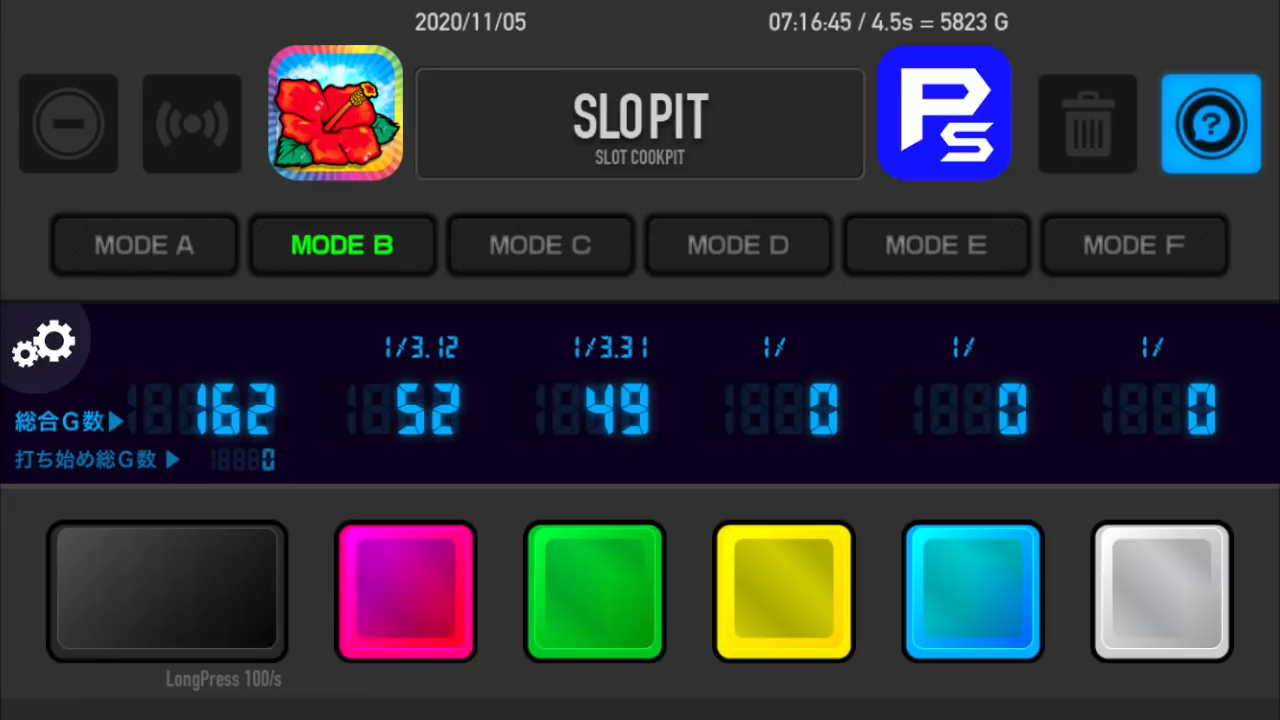 2020/11/05
07:16:45 / 4.5s = 5823 G
SLOPIT
SLOT COOKPIT
Ps
MODE A
MODE B
MODE C
MODE D
MODE E
MODE F
1/3.12
1/3.31
1/
1/
1/
総合G数▶ 162
52
49
0
0
0
打ち始め総G数 ▶ 0
LongPress 100/s